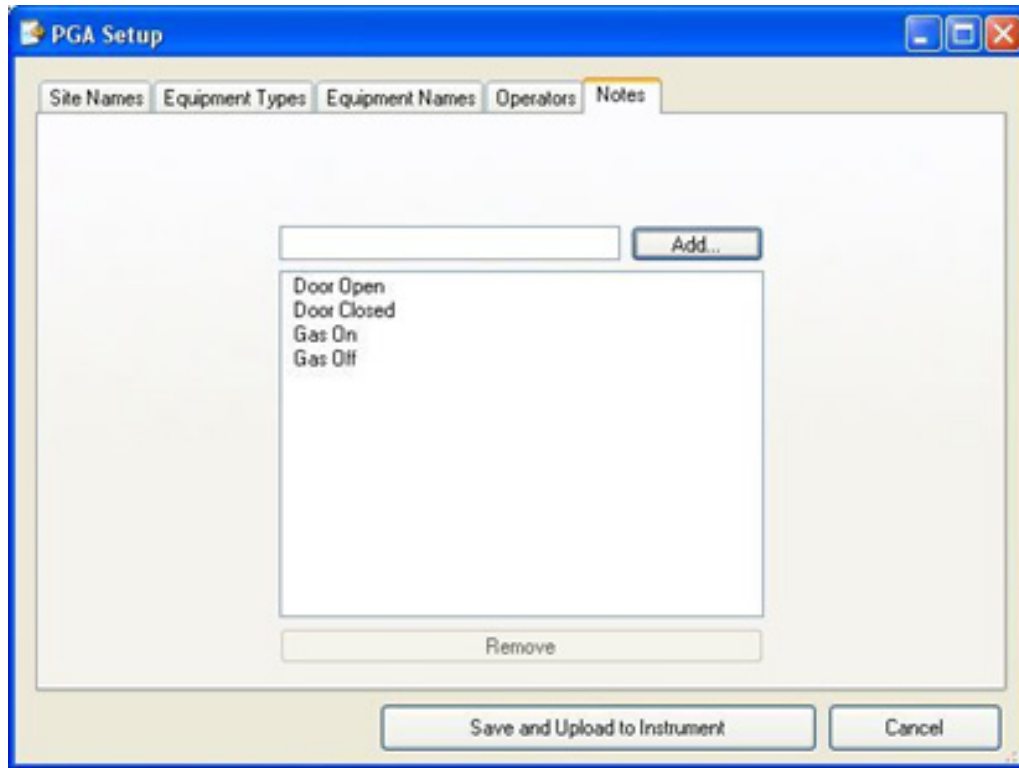 PGA Setup
Site Names Equipment Types Equipment Names Operators Notes
Add...
Door Open
Door Closed
Gas On
Gas Off
Remove
Save and Upload to Instrument Cancel